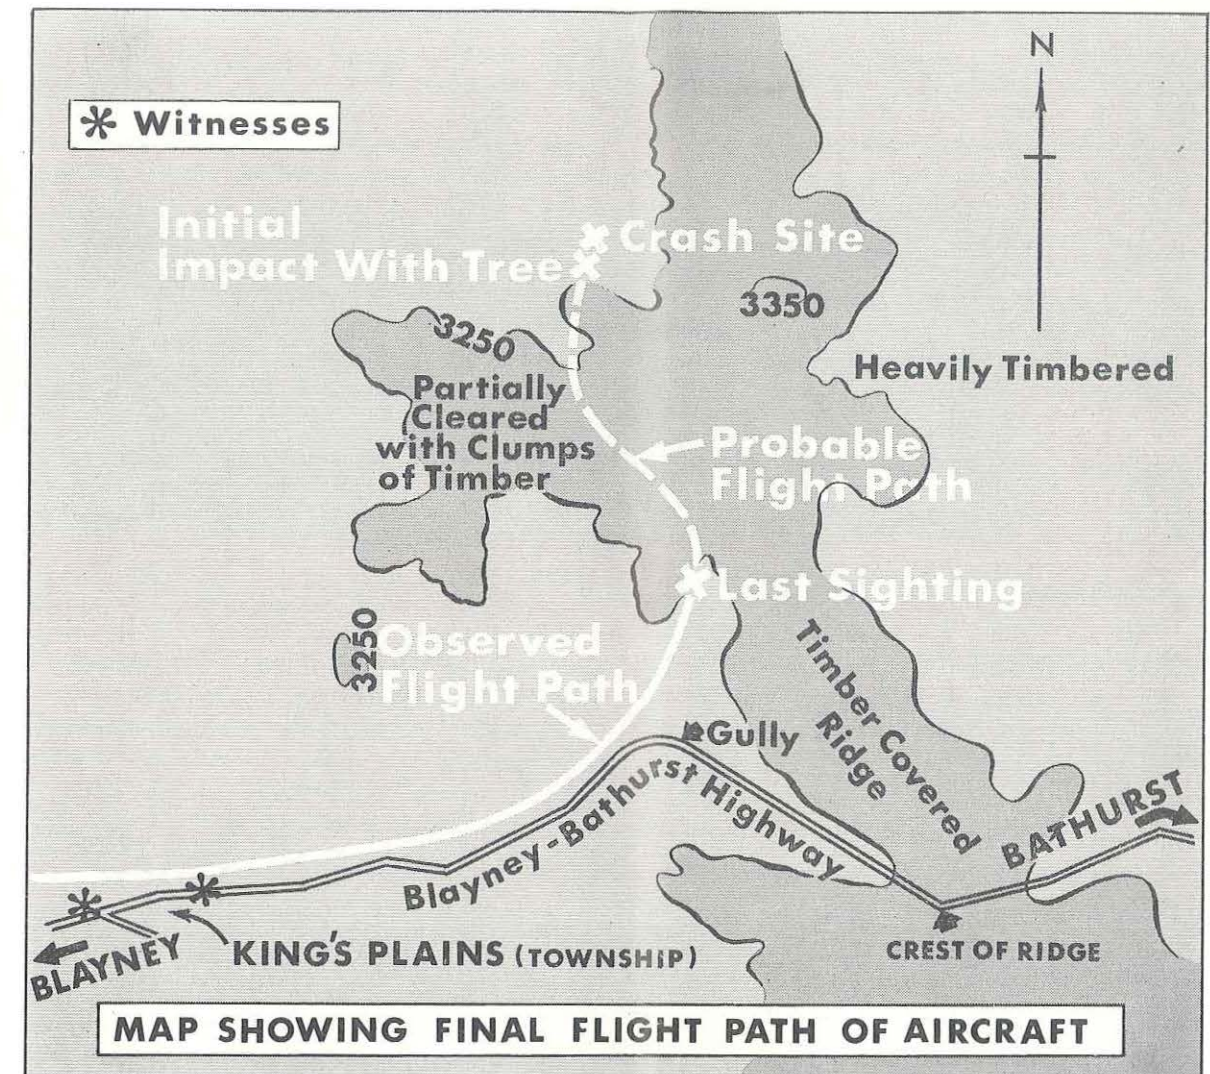 N
* Witnesses
Initial
Impact With Tree
Crash Site
3350
3250
Heavily Timbered
Partially
Cleared
with Clumps
of Timber
Probable
Flight Path
Last Sighting
3250
Observed
Flight Path
Timber Covered
Ridge
Gully
Blayney-Bathurst Highway
BATHURST
KING'S PLAINS (TOWNSHIP)
CREST OF RIDGE
BLAYNEY
MAP SHOWING FINAL FLIGHT PATH OF AIRCRAFT